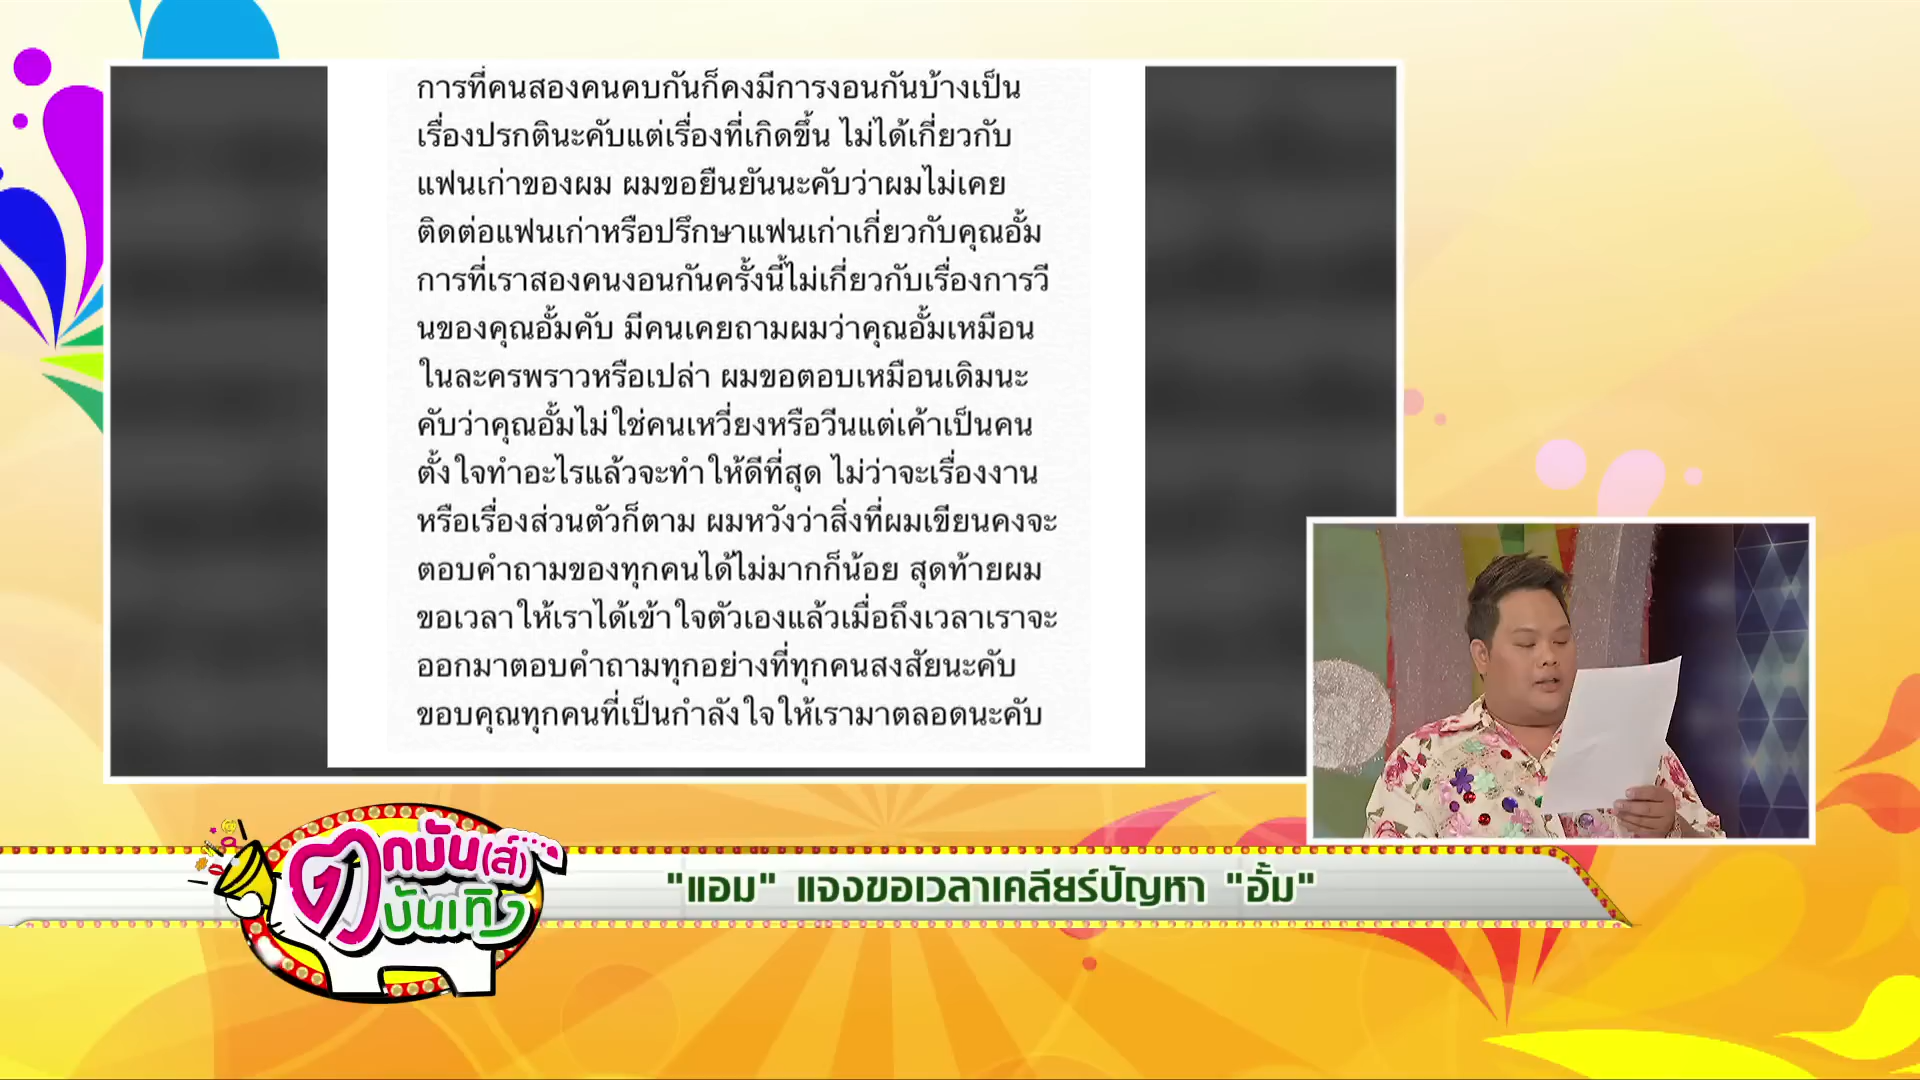 การที่คนสองคนคบกันก็คงมีการงอนกันบ้างเป็น
เรื่องปรกตินะคับแต่เรื่องที่เกิดขึ้น ไม่ได้เกี่ยวกับ
แฟนเก่าของผม ผมขอยืนยันนะคับว่าผมไม่เคย
ติดต่อแฟนเก่าหรือปรึกษาแฟนเก่าเกี่ยวกับคุณอั้ม
การที่เราสองคนงอนกันครั้งนี้ไม่เกี่ยวกับเรื่องการวี
นของคุณอั้มคับ มีคนเคยถามผมว่าคุณอั้มเหมือน
ในละครพราวหรือเปล่า ผมขอตอบเหมือนเดิมนะ
คับว่าคุณอั้มไม่ใช่คนเหวี่ยงหรือวีนแต่เค้าเป็นคน
ตั้งใจทำอะไรแล้วจะทำให้ดีที่สุด ไม่ว่าจะเรื่องงาน
หรือเรื่องส่วนตัวก็ตาม ผมหวังว่าสิ่งที่ผมเขียนคงจะ
ตอบคำถามของทุกคนได้ไม่มากก็น้อย สุดท้ายผม
ขอเวลาให้เราได้เข้าใจตัวเองแล้วเมื่อถึงเวลาเราจะ
ออกมาตอบคำถามทุกอย่างที่ทุกคนสงสัยนะคับ
ขอบคุณทุกคนที่เป็นกำลังใจให้เรามาตลอดนะคับ
ตกมัน(ส์)
บันเทิง
"แอม" แจงขอเวลาเคลียร์ปัญหา "อั้ม"